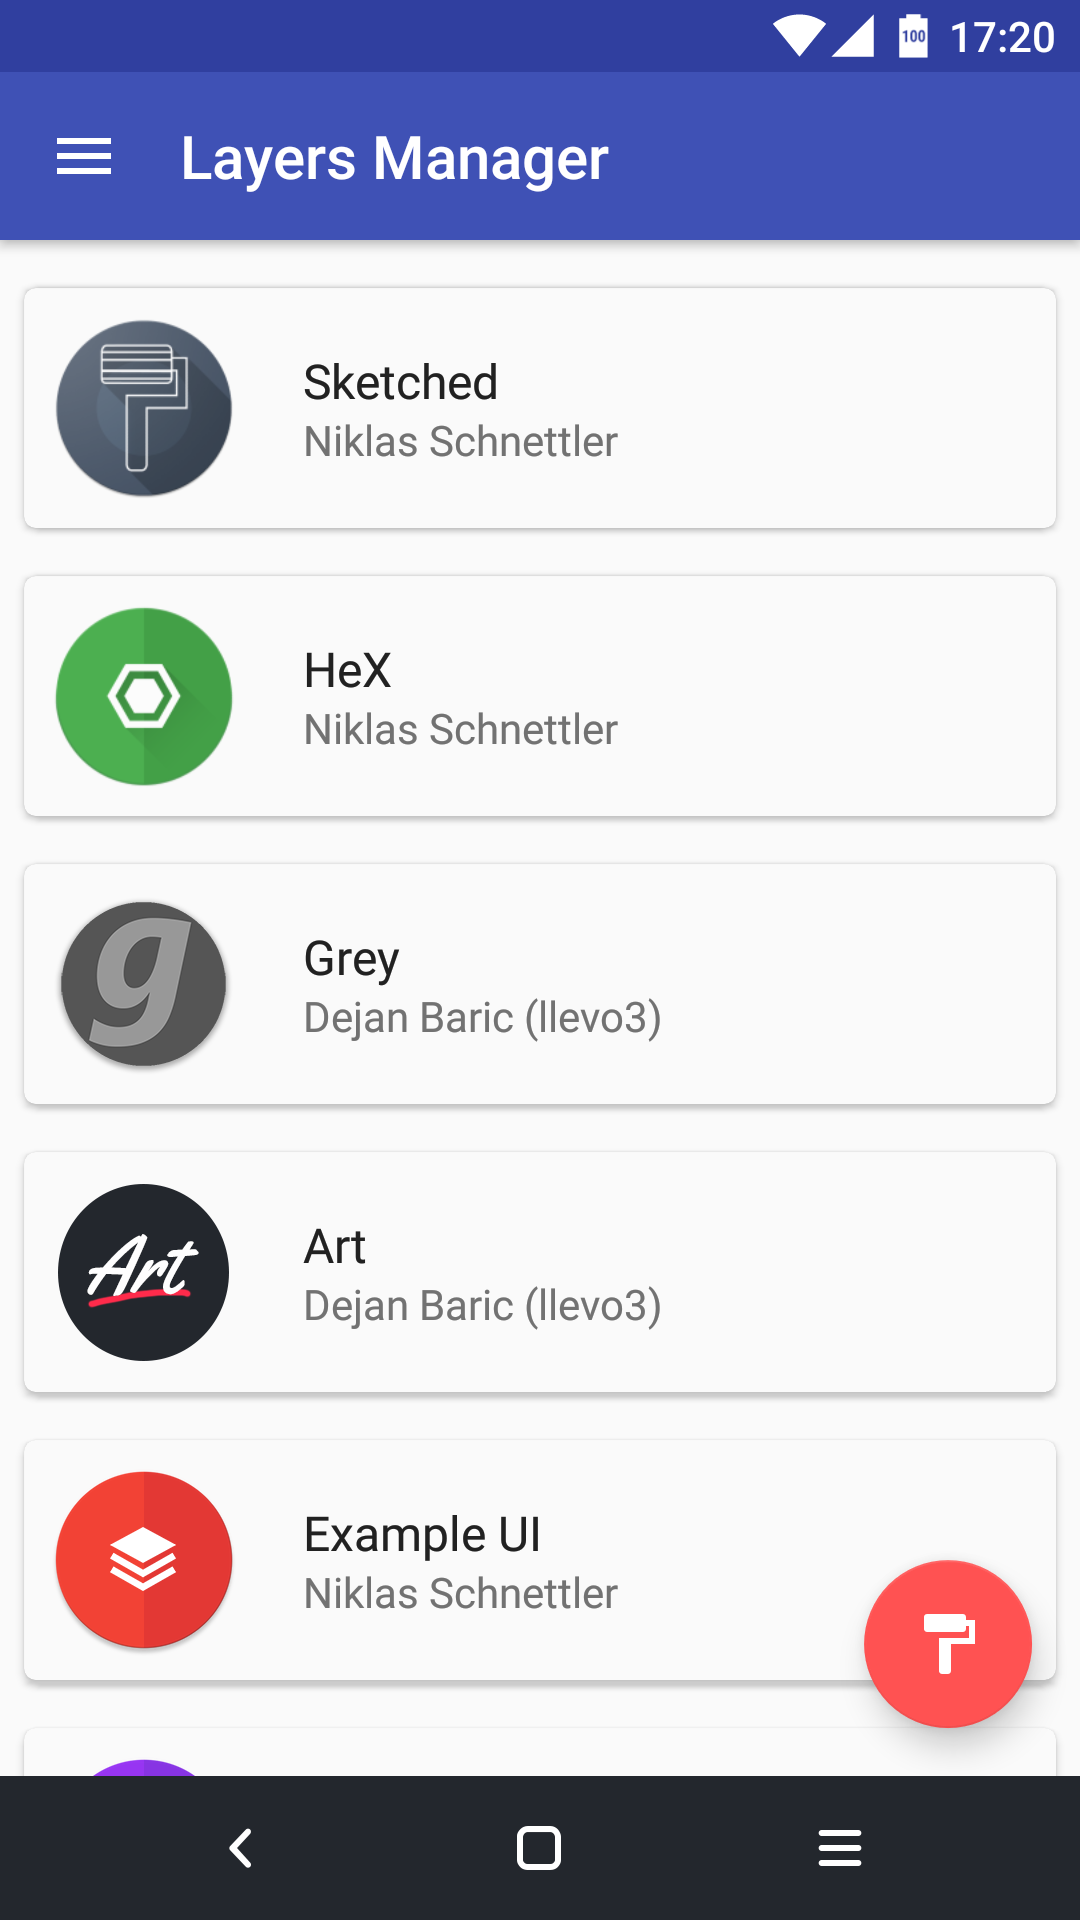 100 17:20
Layers Manager
Sketched
Niklas Schnettler
HeX
Niklas Schnettler
g
Grey
Dejan Baric (llevo3)
Art
Art
Dejan Baric (llevo3)
Example UI
Niklas Schnettler